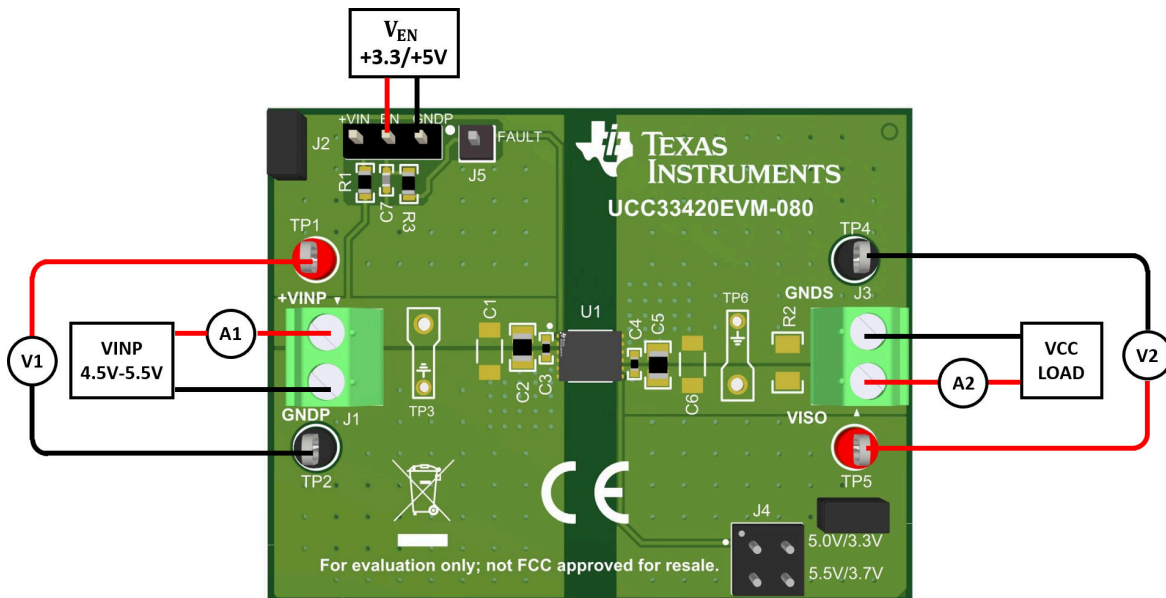 VEN
+3.3/+5V
+VIN EN GNDP
J2
FAULT
J5
R1
C7
R3
TEXAS
INSTRUMENTS
UCC33420EVM-080
TP1
TP4
+VINP
GNDS
J3
A1
V1
VINP
4.5V-5.5V
C1
C2
C3
U1
C4
C5
TP6
R2
C6
VCC
LOAD
A2
V2
GNDP
J1
TP3
VISO
TP2
TP5
CE
J4
5.0V/3.3V
5.5V/3.7V
For evaluation only; not FCC approved for resale.